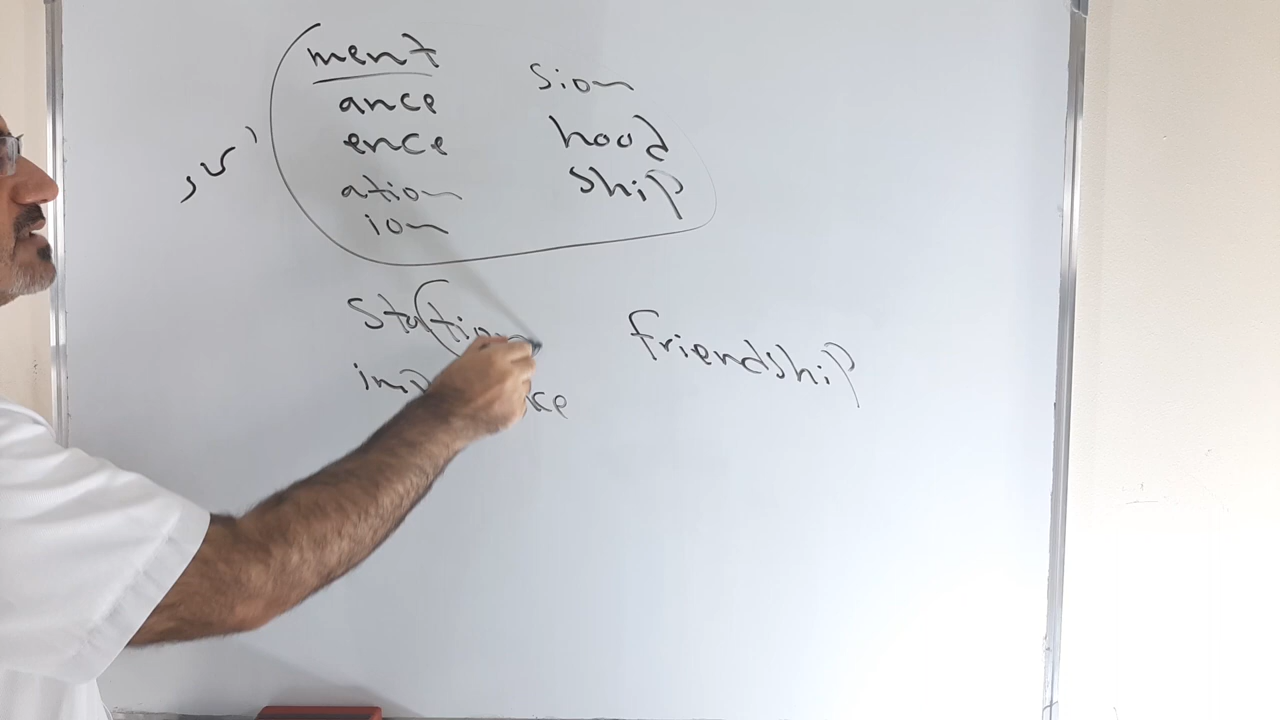 ment
ance
ence
ation
ion
sion
hood
ship
friendship